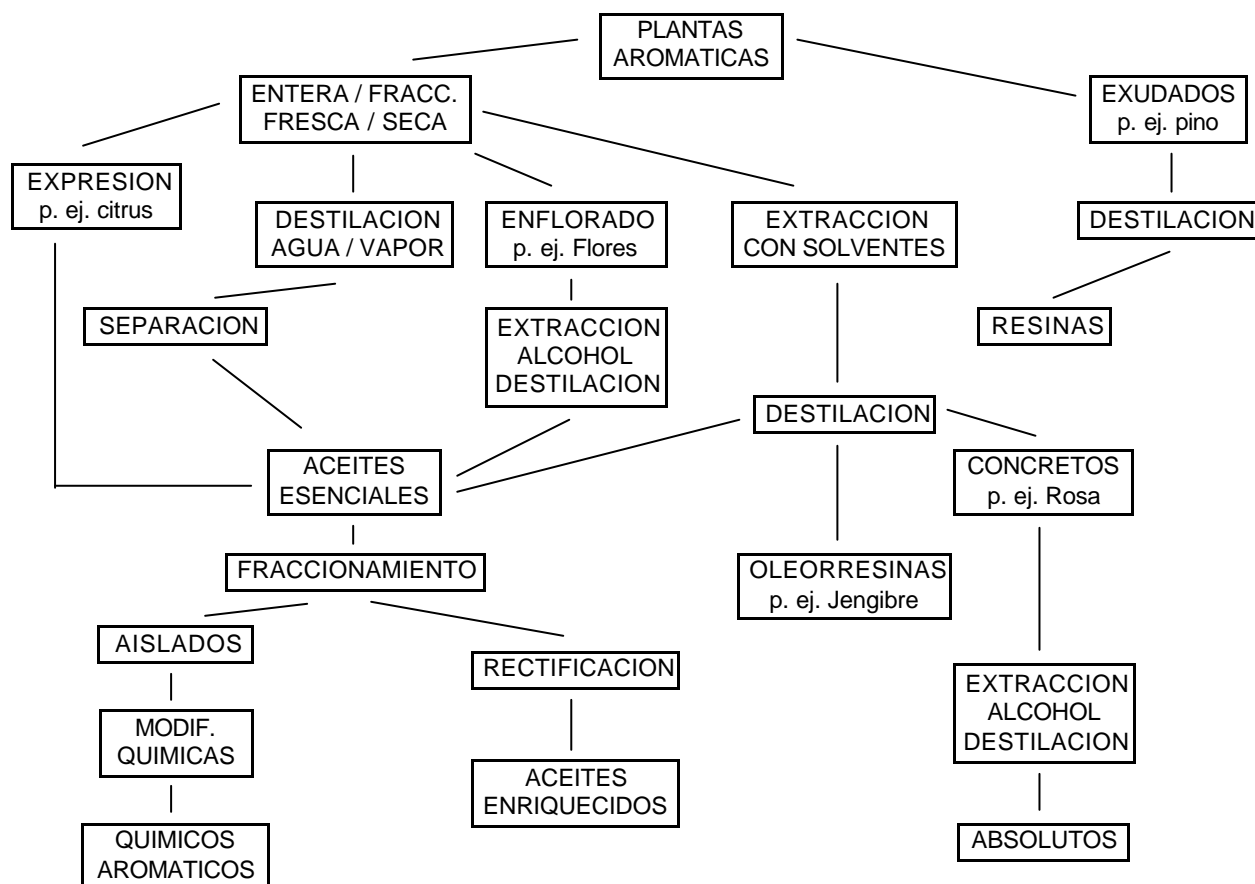 PLANTAS
AROMATICAS
ENTERA / FRACC.
FRESCA / SECA
EXUDADOS
p. ej. pino
EXPRESION
p. ej. citrus
DESTILACION
AGUA / VAPOR
ENFLORADO
p. ej. Flores
EXTRACCION
CON SOLVENTES
DESTILACION
SEPARACION
EXTRACCION
ALCOHOL
DESTILACION
RESINAS
DESTILACION
ACEITES
ESENCIALES
CONCRETOS
p. ej. Rosa
FRACCIONAMIENTO
OLEORRESINAS
p. ej. Jengibre
AISLADOS
RECTIFICACION
EXTRACCION
ALCOHOL
DESTILACION
MODIF.
QUIMICAS
ACEITES
ENRIQUECIDOS
QUIMICOS
AROMATICOS
ABSOLUTOS